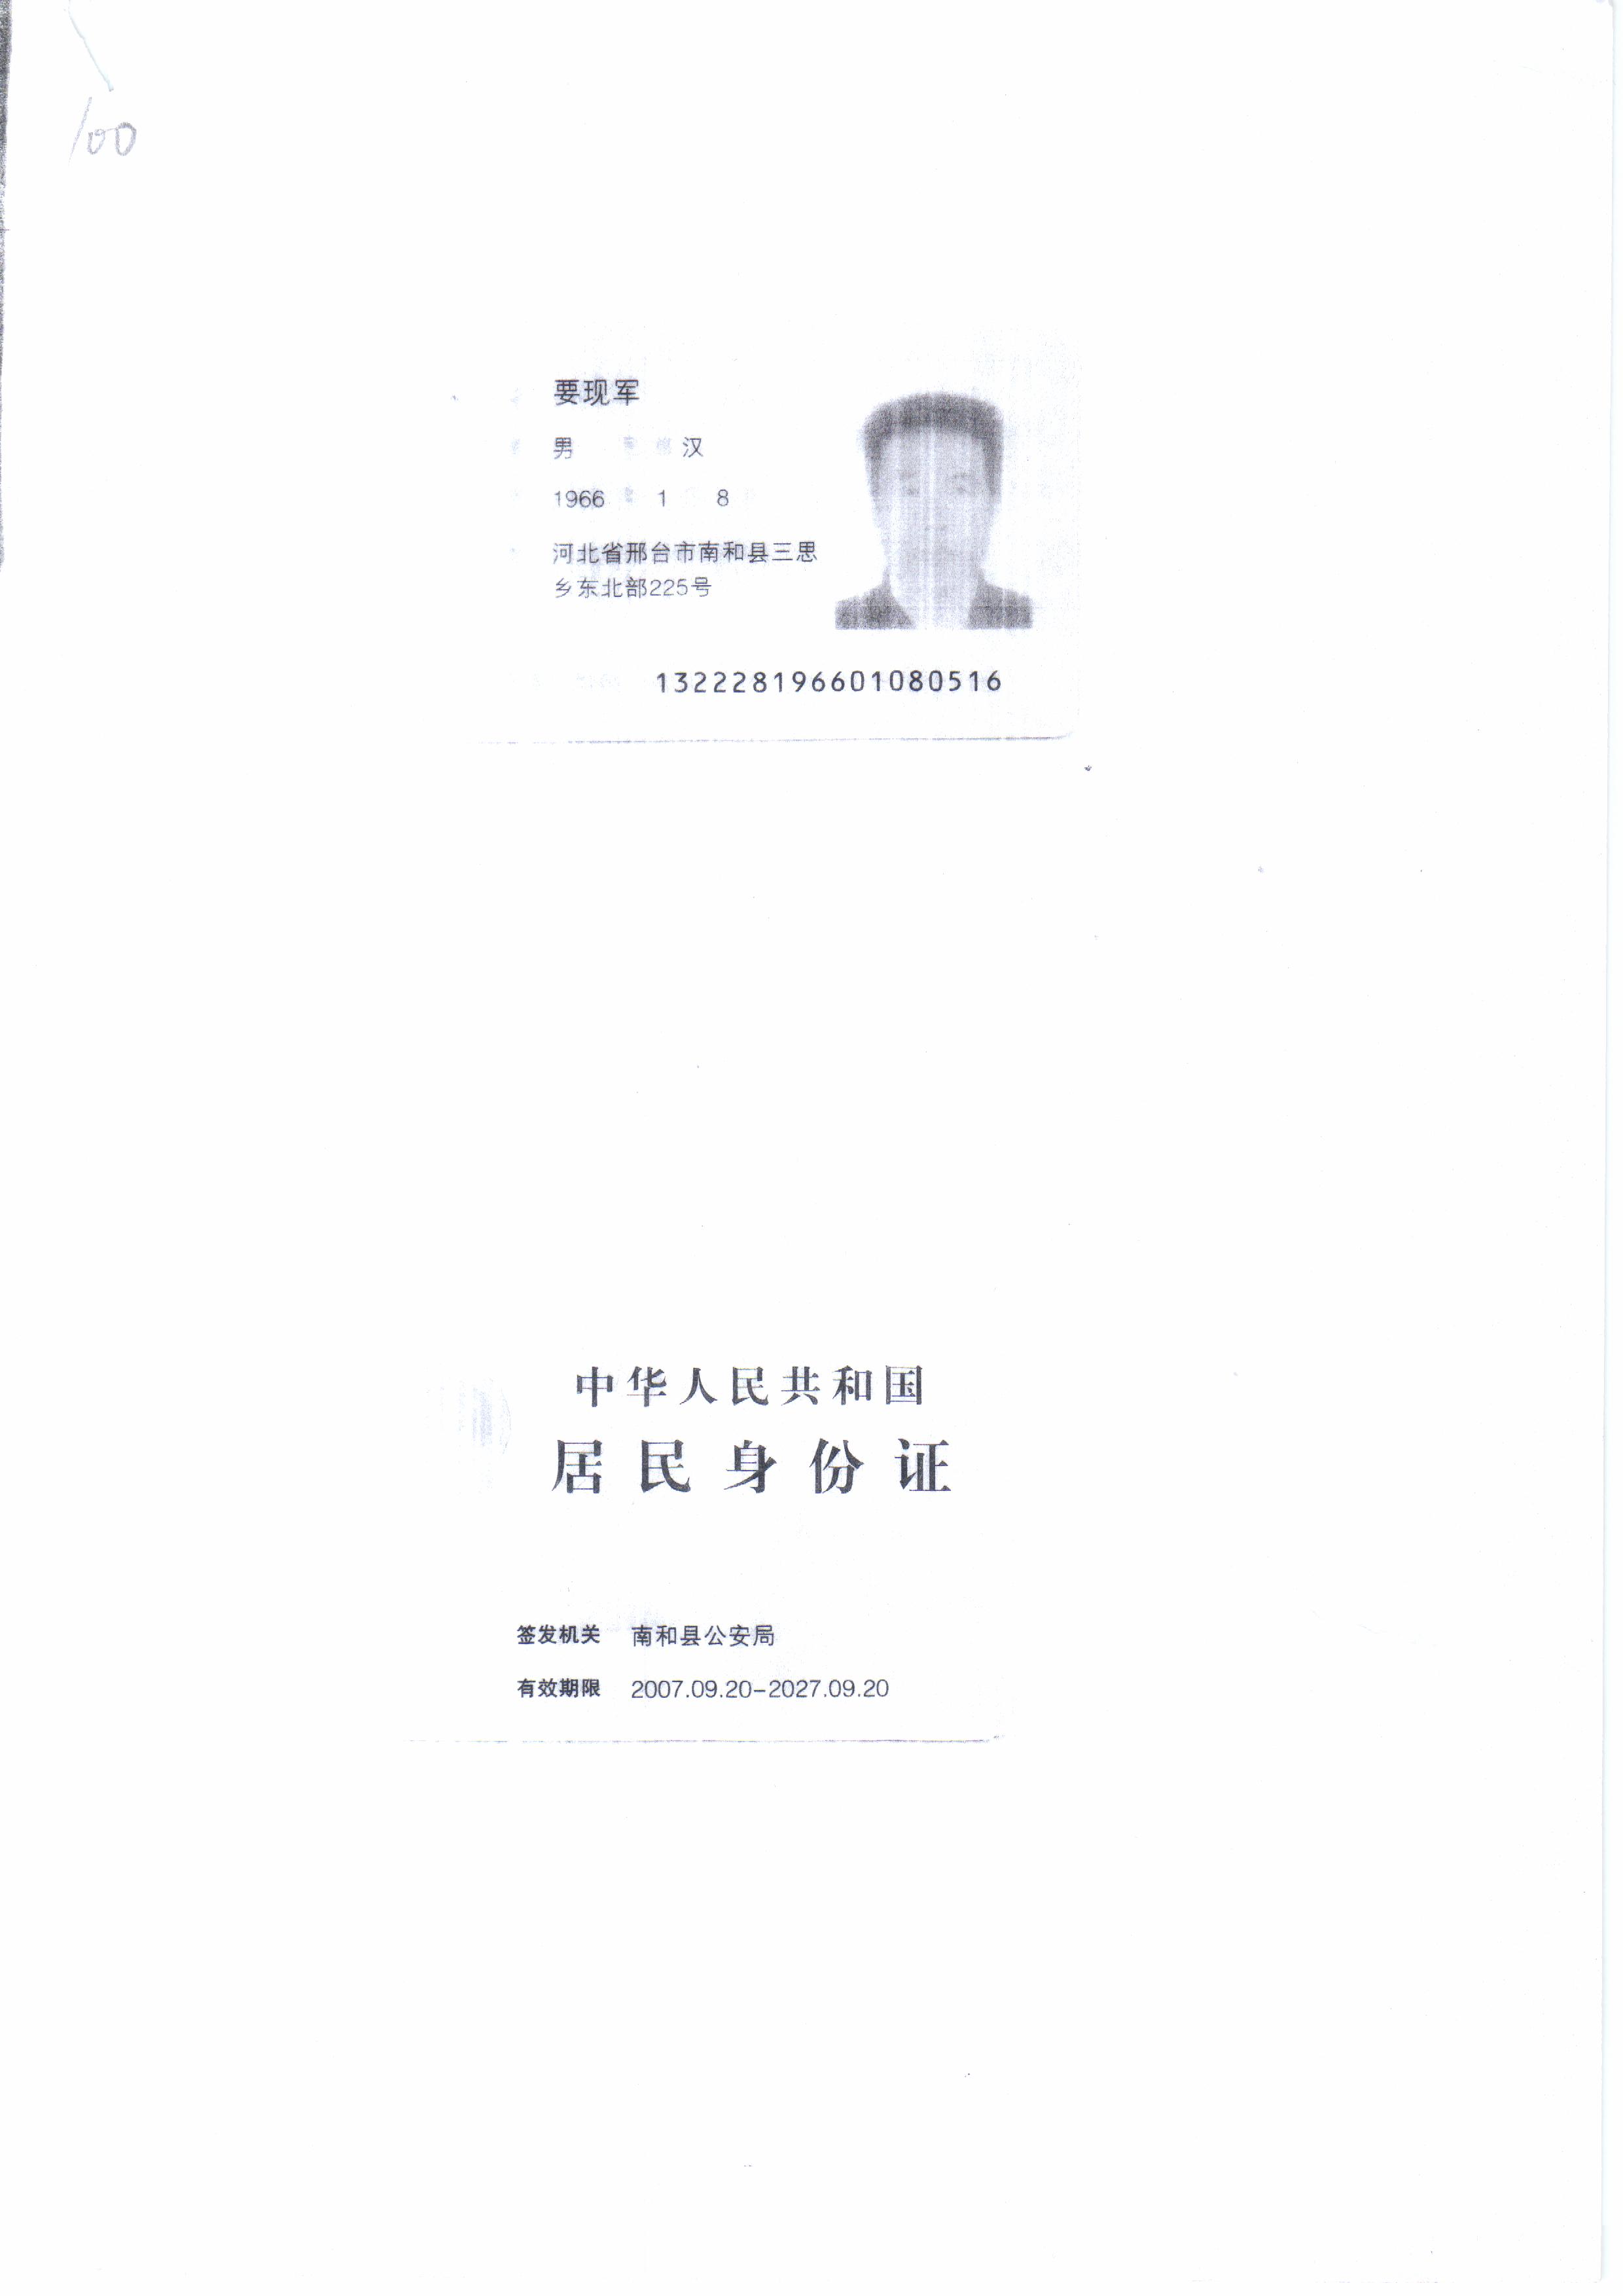 100
要现军
男 汉
1966 1 8
河北省邢台市南和县三思
乡东北部225号
132228196601080516
中华人民共和国
居民身份证
签发机关 南和县公安局
有效期限 2007.09.20-2027.09.20